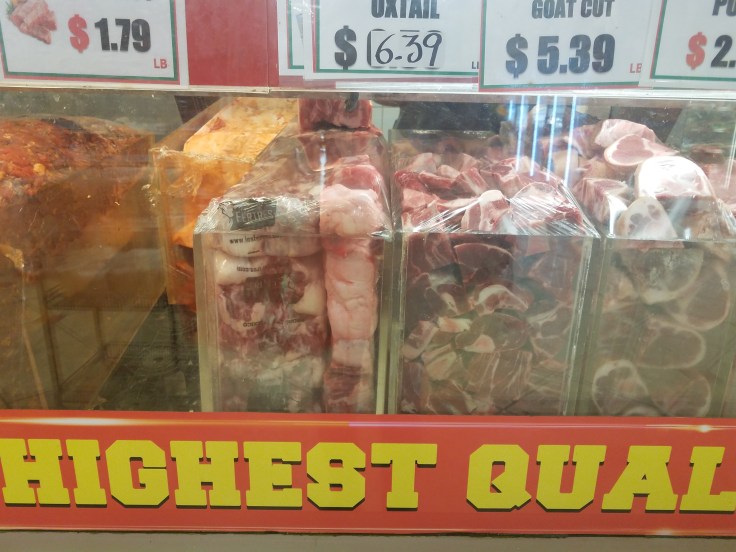 $ 1.79
LB
OXTAIL
$ 16.39
GOAT CUT
$ 5.39
LB
$ 2.
HIGHEST QUAL